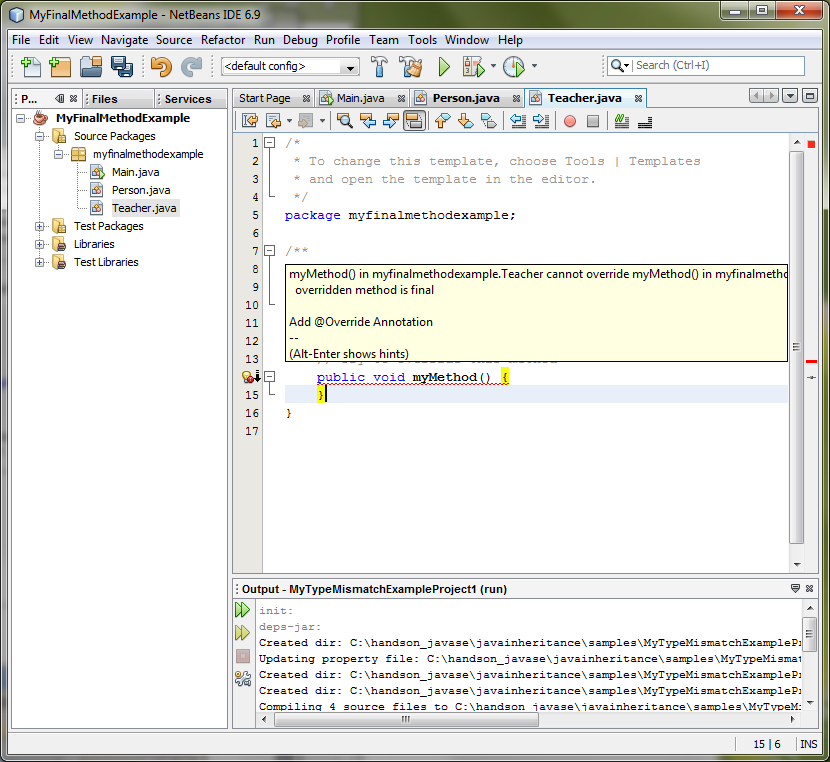 MyFinalMethodExample - NetBeans IDE 6.9
File Edit View Navigate Source Refactor Run Debug Profile Team Tools Window Help
<default config>
Search (Ctrl+I)
P... Files Services
Start Page Main.java Person.java Teacher.java
MyFinalMethodExample
Source Packages
myfinalmethodexample
Main.java
Person.java
Teacher.java
Test Packages
Libraries
Test Libraries
1 /*
2 * To change this template, choose Tools | Templates
3 * and open the template in the editor.
4 */
5 package myfinalmethodexample;
6
7 /**
8
9
10
11
12
13
public void myMethod() {
15 }
16 }
17
myMethod() in myfinalmethodexample.Teacher cannot override myMethod() in myfinalmetho
overridden method is final
Add @Override Annotation
--
(Alt-Enter shows hints)
Output - MyTypeMismatchExampleProject1 (run)
init:
deps-jar:
Created dir: C:\handson_javase\javainheritance\samples\MyTypeMismatchExamplePr
Updating property file: C:\handson_javase\javainheritance\samples\MyTypeMismat
Created dir: C:\handson_javase\javainheritance\samples\MyTypeMismatchExamplePr
Created dir: C:\handson_javase\javainheritance\samples\MyTypeMismatchExamplePr
Compiling 4 source files to C:\handson_javase\javainheritance\samples\MyTypeMi
15 | 6 INS